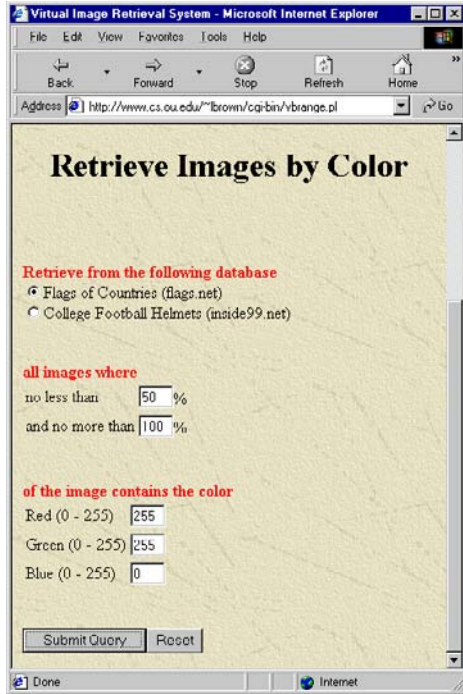 Virtual Image Retrieval System - Microsoft Internet Explorer
File Edit View Favorites Tools Help
Back Forward Stop Refresh Home »
Address http://www.cs.ou.edu/~lbrown/cgi-bin/vbrange.pl Go
Retrieve Images by Color
Retrieve from the following database
Flags of Countries (flags.net)
College Football Helmets (inside99.net)
all images where
no less than 50 %
and no more than 100 %
of the image contains the color
Red (0 - 255) 255
Green (0 - 255) 255
Blue (0 - 255) 0
Submit Query Reset
Done Internet